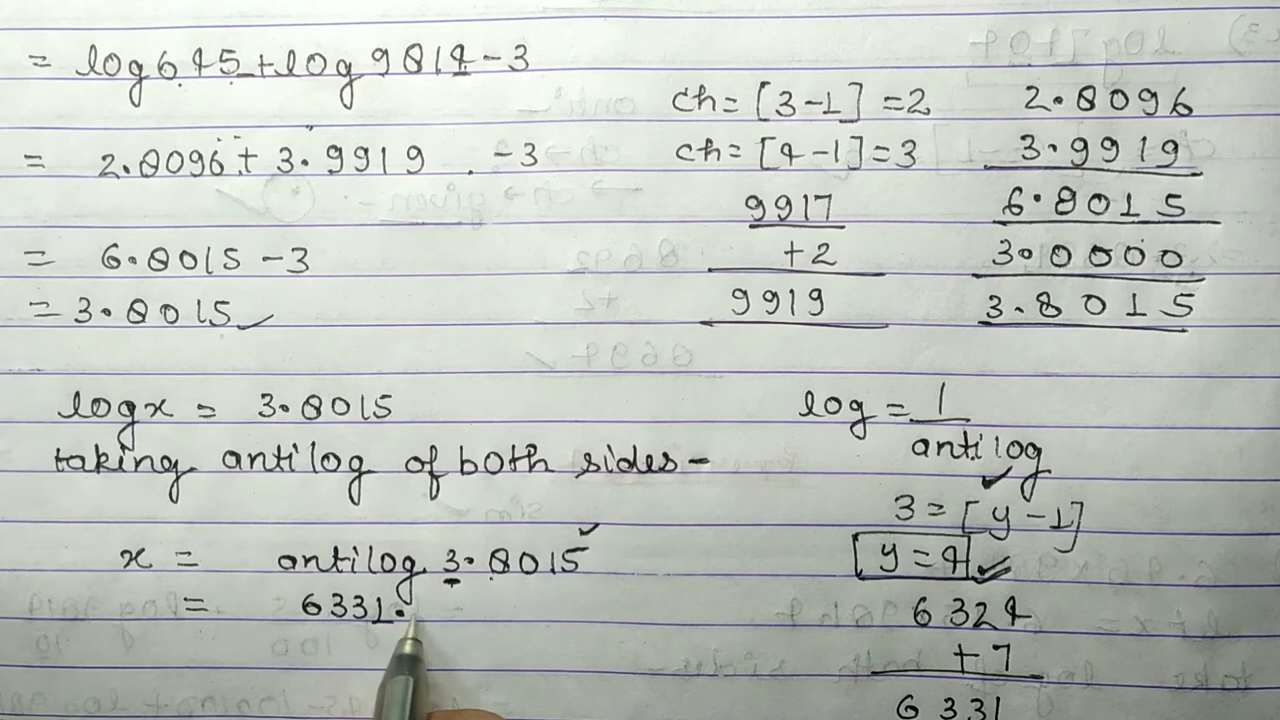 = log 645 + log 9814 - 3
= 2.8096 + 3.9919 - 3
= 6.8015 - 3
= 3.8015 ✓
ch = [3-1] = 2
ch = [4-1] = 3
9917
+2
9919
2.8096
3.9919
6.8015
3.0000
3.8015
log x = 3.8015
taking antilog of both sides -
x = antilog 3.8015
= 6331.
log = 1
antilog
3 = [y-1]
y = 4
6324
+ 7
6331